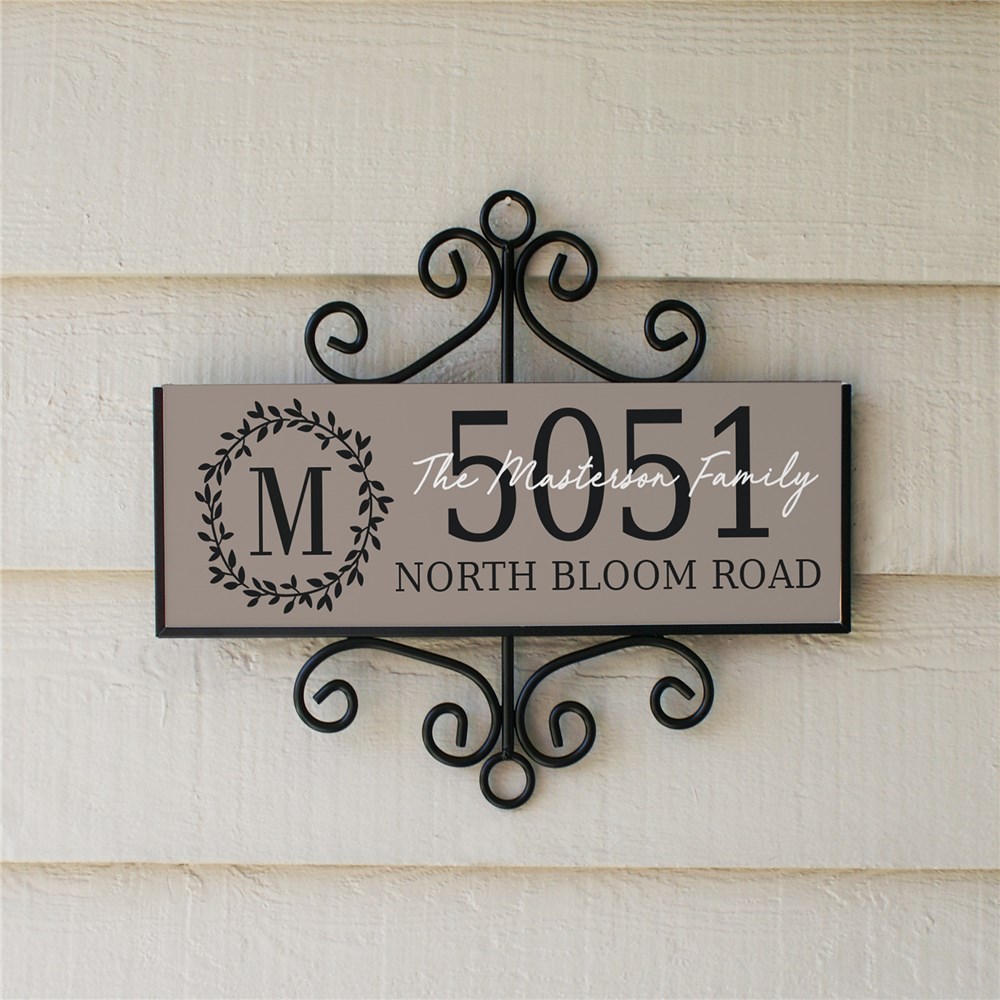 M
5051
The Masterson Family
NORTH BLOOM ROAD